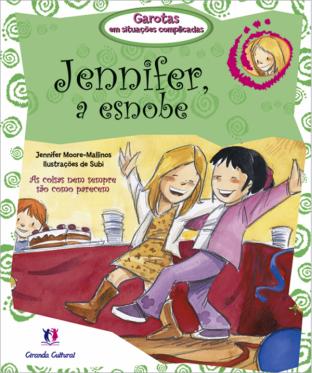 Garotas
em situações complicadas
Jennifer,
a esnobe
Jennifer Moore-Mallinos
Ilustrações de Subi
As coisas nem sempre
são como parecem
Ciranda Cultural